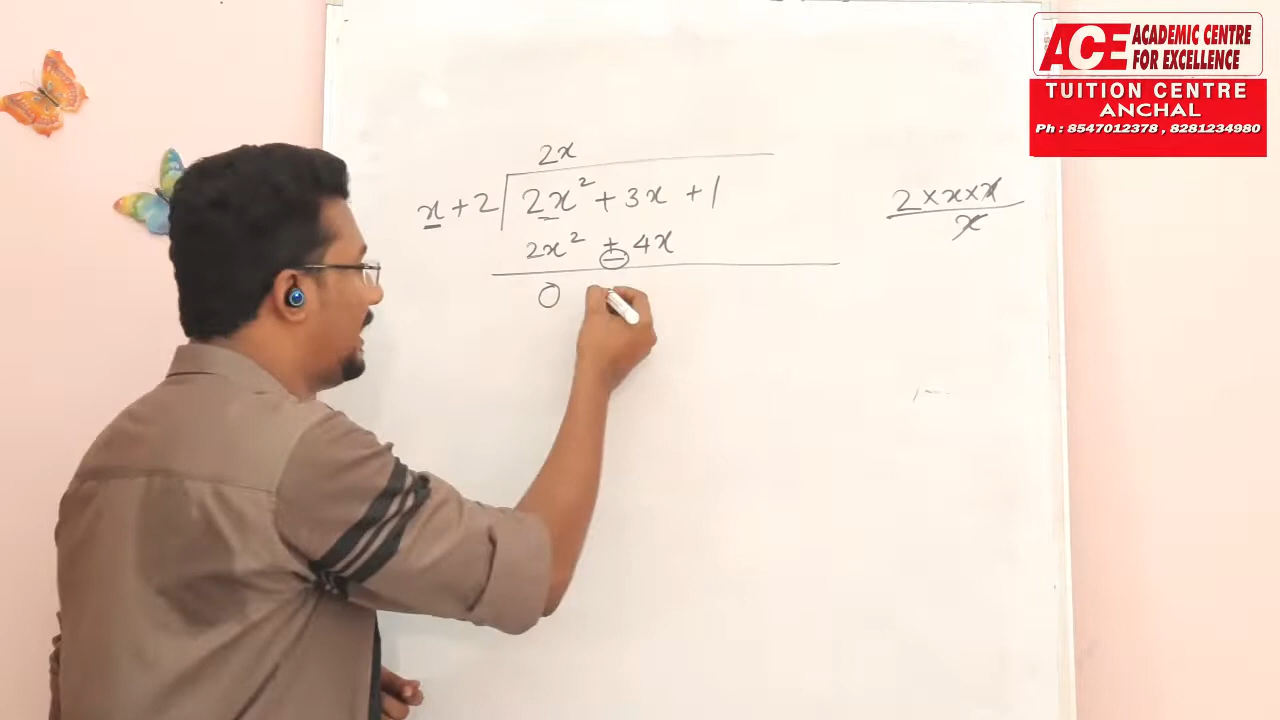 ACE ACADEMIC CENTRE
FOR EXCELLENCE
TUITION CENTRE
ANCHAL
Ph : 8547012378 , 8281234980
2x
x + 2 2x² + 3x + 1
2x² + 4x
−
0
2 × x × x
x